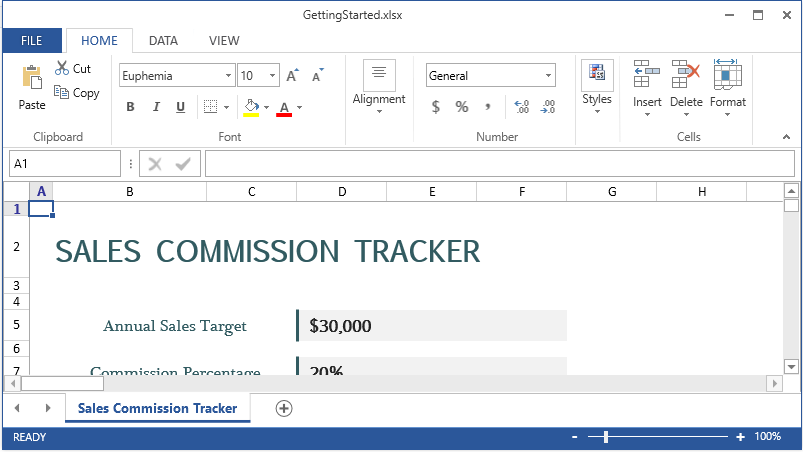 GettingStarted.xlsx
FILE HOME DATA VIEW
Paste
Cut
Copy
Clipboard
Euphemia 10 A A
B I U A
Font
Alignment
General
$ % ,
←.0 .00
.00 →.0
Number
Styles
Insert Delete Format
Cells
A1
A B C D E F G H
1
2 SALES COMMISSION TRACKER
3
4
5 Annual Sales Target $30,000
6
7 Commission Percentage 20%
Sales Commission Tracker
READY - + 100%